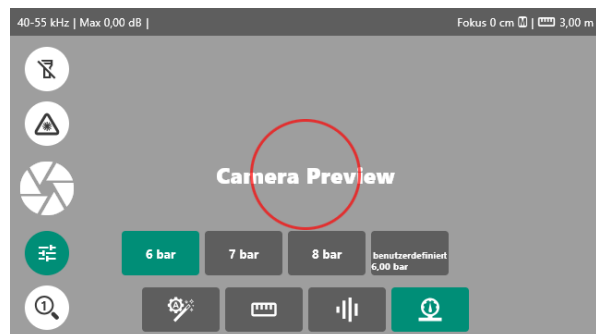 40-55 kHz | Max 0,00 dB |
Fokus 0 cm M | 3,00 m
Camera Preview
6 bar
7 bar
8 bar
benutzerdefiniert
6,00 bar
A
1